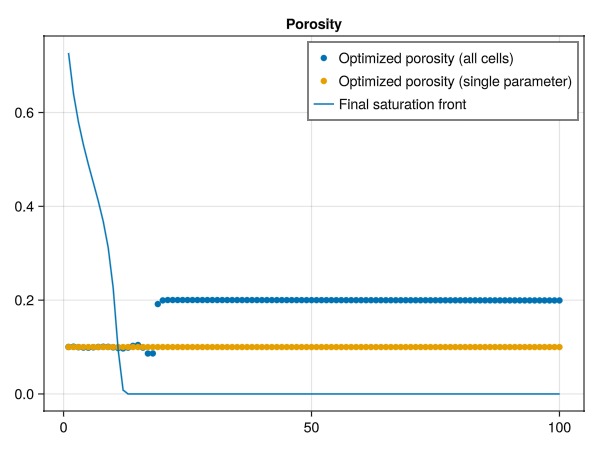 Porosity
Optimized porosity (all cells)
Optimized porosity (single parameter)
Final saturation front
0.6
0.4
0.2
0.0
0
50
100